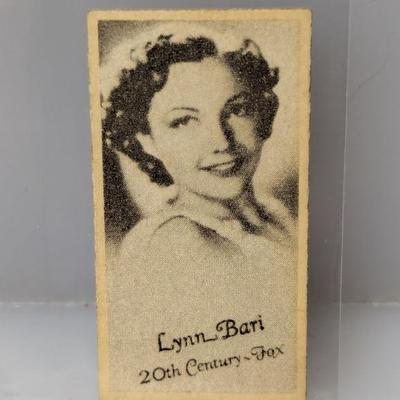 Lynn Bari
20th Century-Fox